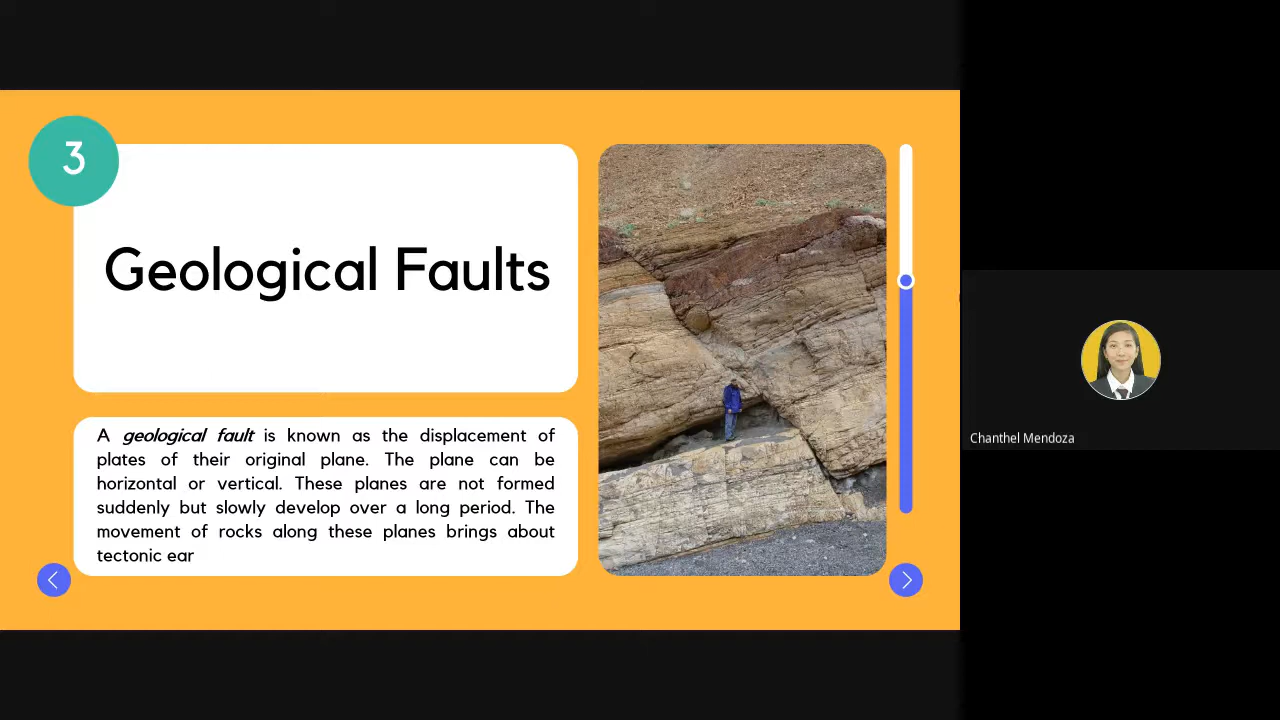 3
Geological Faults
A geological fault is known as the displacement of
plates of their original plane. The plane can be
horizontal or vertical. These planes are not formed
suddenly but slowly develop over a long period. The
movement of rocks along these planes brings about
tectonic ear
Chanthel Mendoza